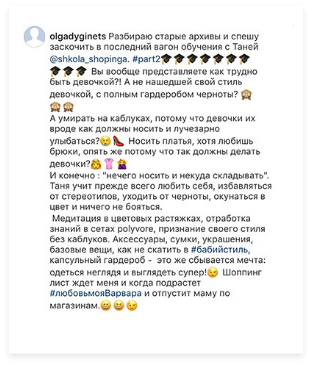 olgadyginets Разбираю старые архивы и спешу
заскочить в последний вагон обучения с Таней
@shkola_shopinga. #part2🎓🎓🎓🎓🎓🎓🎓
🎓🎓🎓 Вы вообще представляете как трудно
быть девочкой?! А не нашедшей свой стиль
девочкой, с полным гардеробом черноты? 🙈
🙈🙈
А умирать на каблуках, потому что девочки их
вроде как должны носить и лучезарно
улыбаться?😢👠 Носить платья, хотя любишь
брюки, опять же потому что так должны делать
девочки?👸👚🙅
И конечно : "нечего носить и некуда складывать".
Таня учит прежде всего любить себя, избавляться
от стереотипов, уходить от черноты, окунаться в
цвет и ничего не бояться.
Медитация в цветовых растяжках, отработка
знаний в сетах polyvore, признание своего стиля
без каблуков. Аксессуары, сумки, украшения,
базовые вещи, как не скатить в #бабийстиль,
капсульный гардероб - это же сбывается мечта:
одеться неглядя и выглядеть супер!😉 Шоппинг
лист ждет меня и когда подрастет
#любовьмояВарвара и отпустит маму по
магазинам.😀😀😉